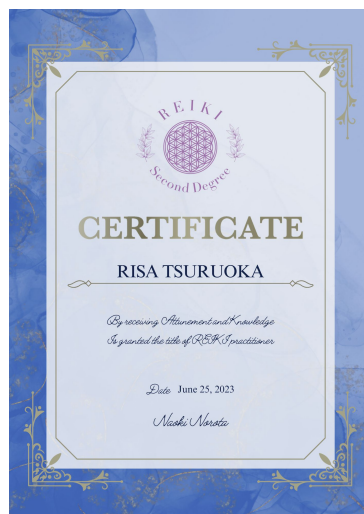 REIKI
Second Degree
CERTIFICATE
RISA TSURUOKA
By receiving Attunement and Knowledge
Is granted the title of REIKI practitioner
Date June 25, 2023
Naoki Norota